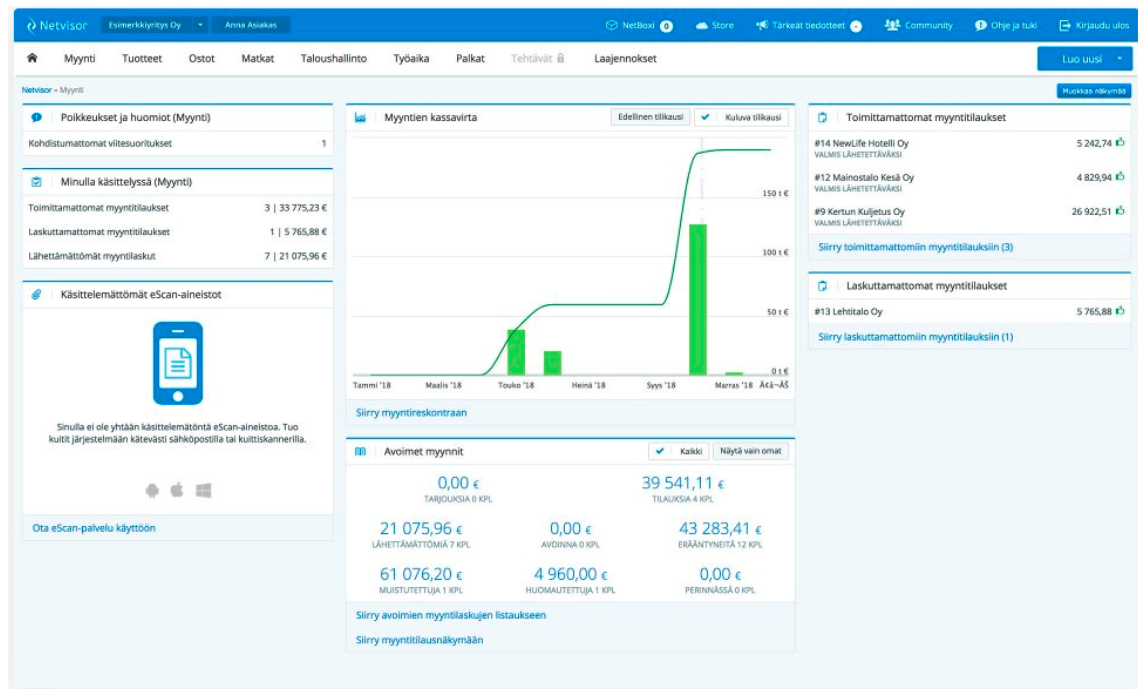 Netvisor Esimerkkiyritys Oy Anna Asiakas NetBoxi 0 Store Tärkeät tiedotteet - Community Ohje ja tuki Kirjaudu ulos
Myynti Tuotteet Ostot Matkat Taloushallinto Työaika Palkat Tehtävät Laajennokset Luo uusi
Netvisor » Myynti Muokkaa näkymää
Poikkeukset ja huomiot (Myynti)
Kohdistumattomat viitesuoritukset 1
Minulla käsittelyssä (Myynti)
Toimittamattomat myyntitilaukset 3 | 33 775,23 €
Laskuttamattomat myyntitilaukset 1 | 5 765,88 €
Lähettämättömät myyntilaskut 7 | 21 075,96 €
Käsittelemättömät eScan-aineistot
Sinulla ei ole yhtään käsittelemätöntä eScan-aineistoa. Tuo
kuitit järjestelmään kätevästi sähköpostilla tai kuittiskannerilla.
Ota eScan-palvelu käyttöön
Myyntien kassavirta Edellinen tilikausi Kuluva tilikausi
150 t €
100 t €
50 t €
0 t €
Tammi '18 Maalis '18 Touko '18 Heinä '18 Syys '18 Marras '18 Ă¢â¬ĂŠ
Siirry myyntireskontraan
Avoimet myynnit Kaikki Näytä vain omat
0,00 € 39 541,11 €
TARJOUKSIA 0 KPL TILAUKSIA 4 KPL
21 075,96 € 0,00 € 43 283,41 €
LÄHETTÄMÄTTÖMIÄ 7 KPL AVOINNA 0 KPL ERÄÄNTYNEITÄ 12 KPL
61 076,20 € 4 960,00 € 0,00 €
MUISTUTETTUJA 1 KPL HUOMAUTETTUJA 1 KPL PERINNÄSSÄ 0 KPL
Siirry avoimien myyntilaskujen listaukseen
Siirry myyntitilausnäkymään
Toimittamattomat myyntitilaukset
#14 NewLife Hotelli Oy 5 242,74
VALMIS LÄHETETTÄVÄKSI
#12 Mainostalo Kesä Oy 4 829,94
VALMIS LÄHETETTÄVÄKSI
#9 Kertun Kuljetus Oy 26 922,51
VALMIS LÄHETETTÄVÄKSI
Siirry toimittamattomiin myyntitilauksiin (3)
Laskuttamattomat myyntitilaukset
#13 Lehtitalo Oy 5 765,88
Siirry laskuttamattomiin myyntitilauksiin (1)